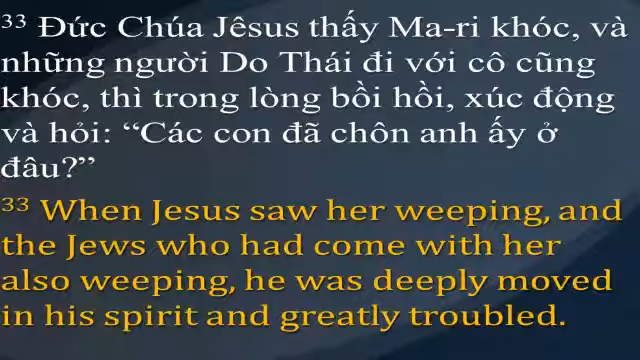 33 Đức Chúa Jêsus thấy Ma-ri khóc, và
những người Do Thái đi với cô cũng
khóc, thì trong lòng bồi hồi, xúc động
và hỏi: “Các con đã chôn anh ấy ở
đâu?”
33 When Jesus saw her weeping, and
the Jews who had come with her
also weeping, he was deeply moved
in his spirit and greatly troubled.